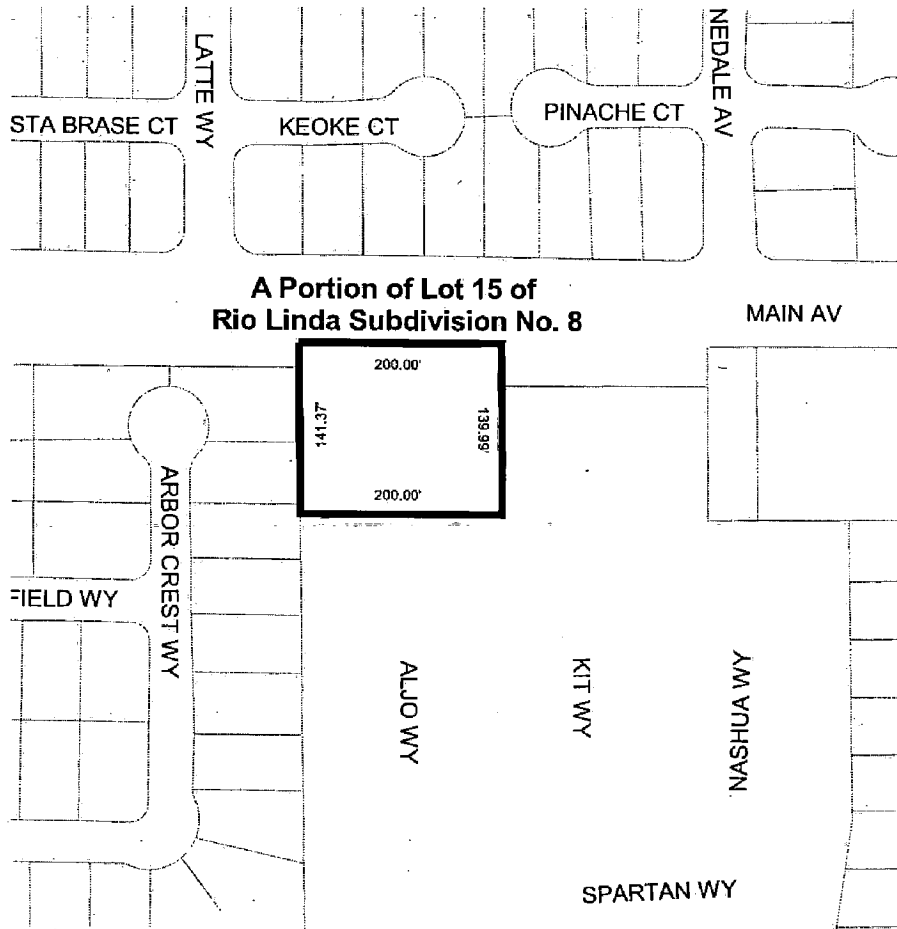 LATTE WY
NEDALE AV
STA BRASE CT
KEOKE CT
PINACHE CT
A Portion of Lot 15 of
Rio Linda Subdivision No. 8
MAIN AV
200.00'
141.37'
139.99'
200.00'
ARBOR CREST WY
FIELD WY
ALJO WY
KIT WY
NASHUA WY
SPARTAN WY